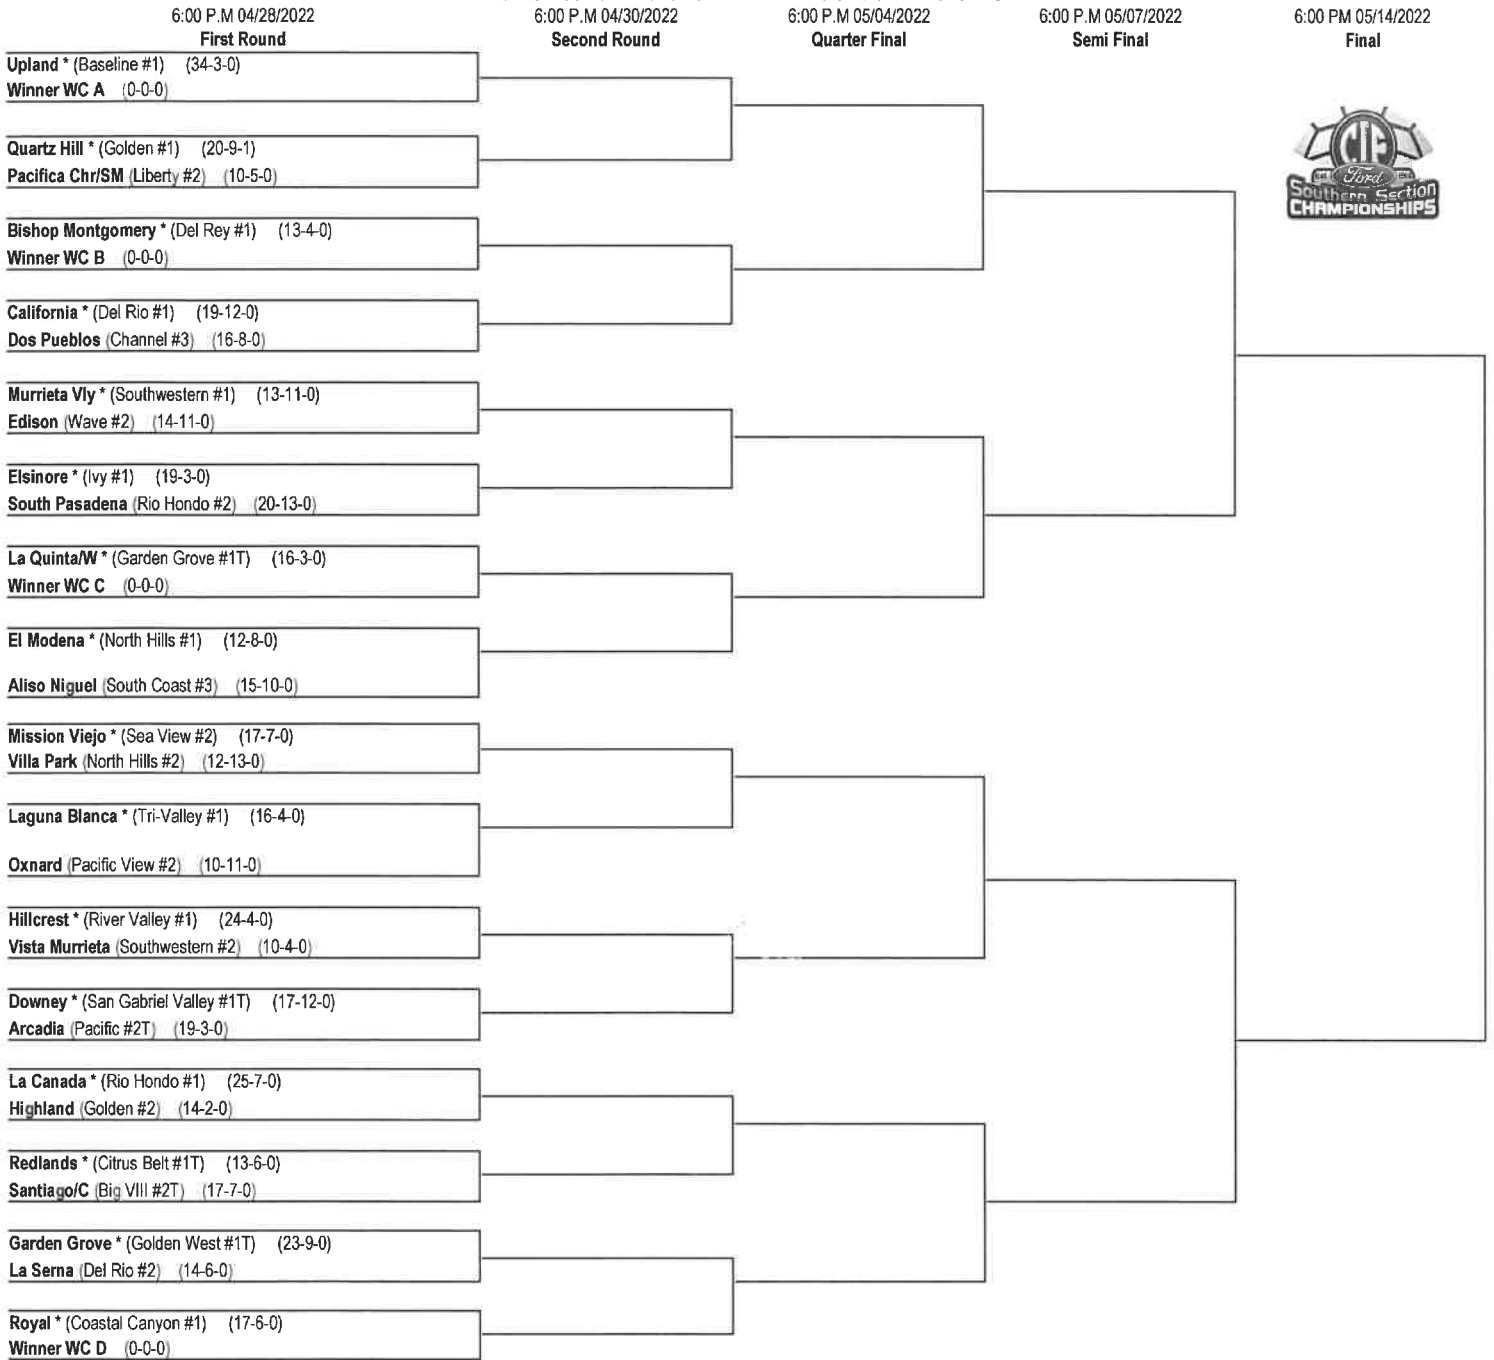 6:00 P.M 04/28/2022 6:00 P.M 04/30/2022 6:00 P.M 05/04/2022 6:00 P.M 05/07/2022 6:00 PM 05/14/2022
First Round Second Round Quarter Final Semi Final Final
Upland * (Baseline #1) (34-3-0)
Winner WC A (0-0-0)
Quartz Hill * (Golden #1) (20-9-1)
Pacifica Chr/SM (Liberty #2) (10-5-0)
Bishop Montgomery * (Del Rey #1) (13-4-0)
Winner WC B (0-0-0)
California * (Del Rio #1) (19-12-0)
Dos Pueblos (Channel #3) (16-8-0)
Murrieta Vly * (Southwestern #1) (13-11-0)
Edison (Wave #2) (14-11-0)
Elsinore * (Ivy #1) (19-3-0)
South Pasadena (Rio Hondo #2) (20-13-0)
La Quinta/W * (Garden Grove #1T) (16-3-0)
Winner WC C (0-0-0)
El Modena * (North Hills #1) (12-8-0)
Aliso Niguel (South Coast #3) (15-10-0)
Mission Viejo * (Sea View #2) (17-7-0)
Villa Park (North Hills #2) (12-13-0)
Laguna Blanca * (Tri-Valley #1) (16-4-0)
Oxnard (Pacific View #2) (10-11-0)
Hillcrest * (River Valley #1) (24-4-0)
Vista Murrieta (Southwestern #2) (10-4-0)
Downey * (San Gabriel Valley #1T) (17-12-0)
Arcadia (Pacific #2T) (19-3-0)
La Canada * (Rio Hondo #1) (25-7-0)
Highland (Golden #2) (14-2-0)
Redlands * (Citrus Belt #1T) (13-6-0)
Santiago/C (Big VIII #2T) (17-7-0)
Garden Grove * (Golden West #1T) (23-9-0)
La Serna (Del Rio #2) (14-6-0)
Royal * (Coastal Canyon #1) (17-6-0)
Winner WC D (0-0-0)
CIF
Ford
Southern Section
CHAMPIONSHIPS